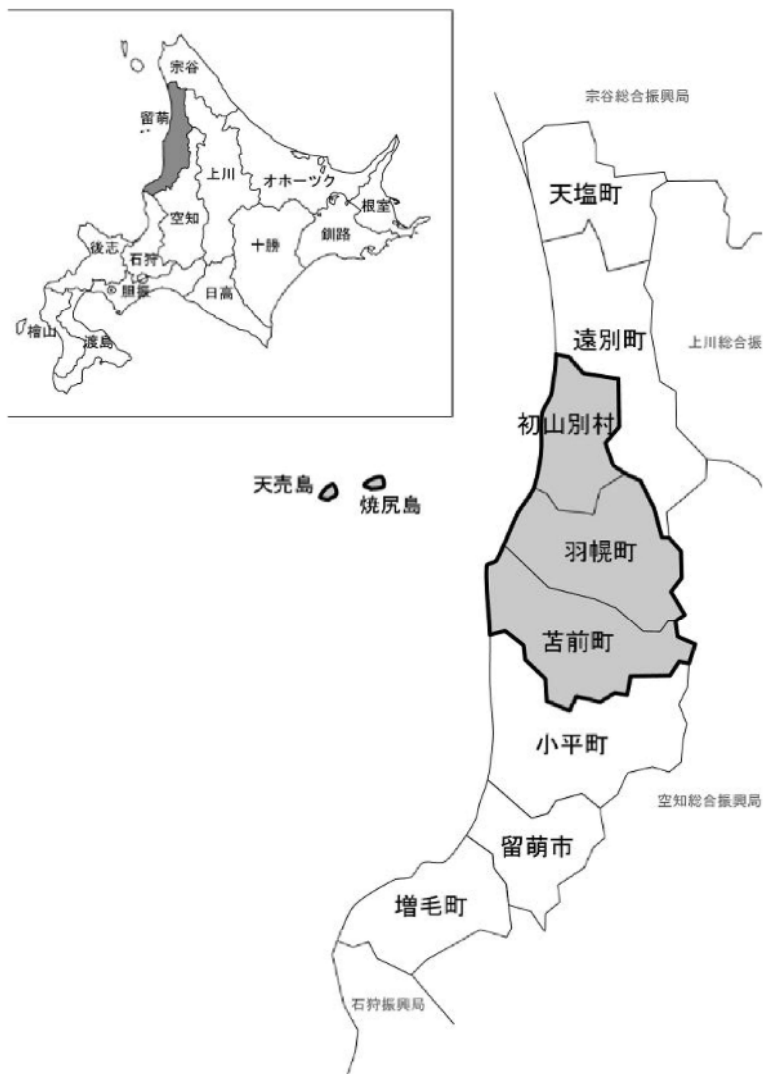 宗谷
留萌
上川
オホーツク
根室
空知
釧路
十勝
後志
石狩
胆振
日高
檜山
渡島
宗谷総合振興局
天塩町
遠別町
上川総合振
初山別村
天売島
焼尻島
羽幌町
苫前町
小平町
空知総合振興局
留萌市
増毛町
石狩振興局